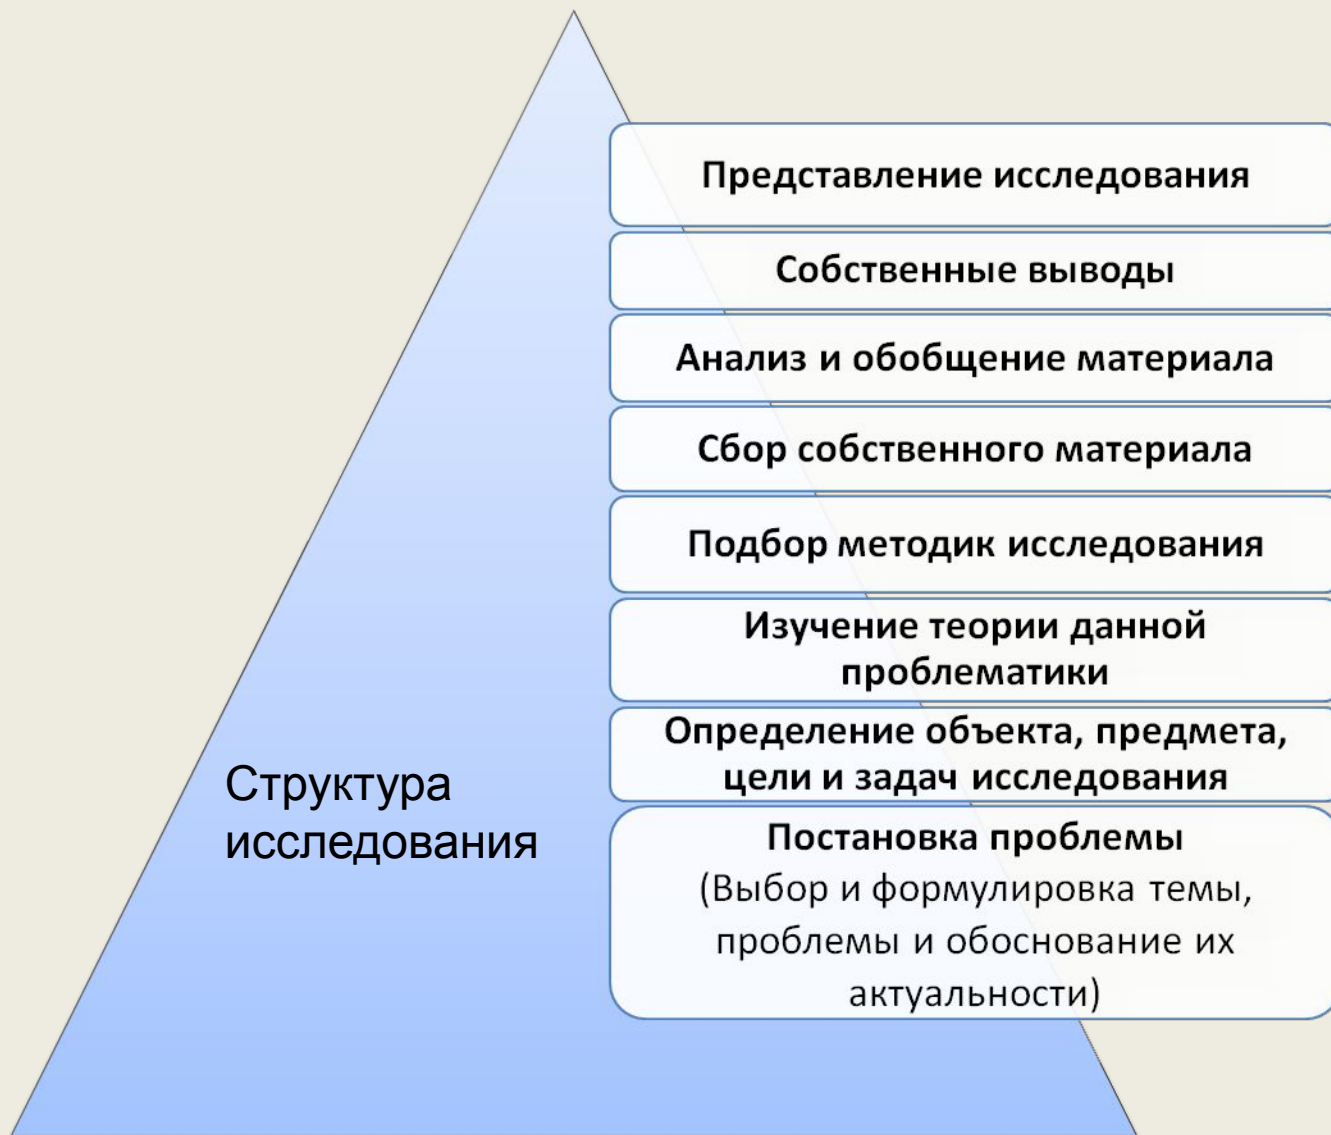 Представление исследования
Собственные выводы
Анализ и обобщение материала
Сбор собственного материала
Подбор методик исследования
Изучение теории данной
проблематики
Определение объекта, предмета,
цели и задач исследования
Постановка проблемы
(Выбор и формулировка темы,
проблемы и обоснование их
актуальности)
Структура
исследования